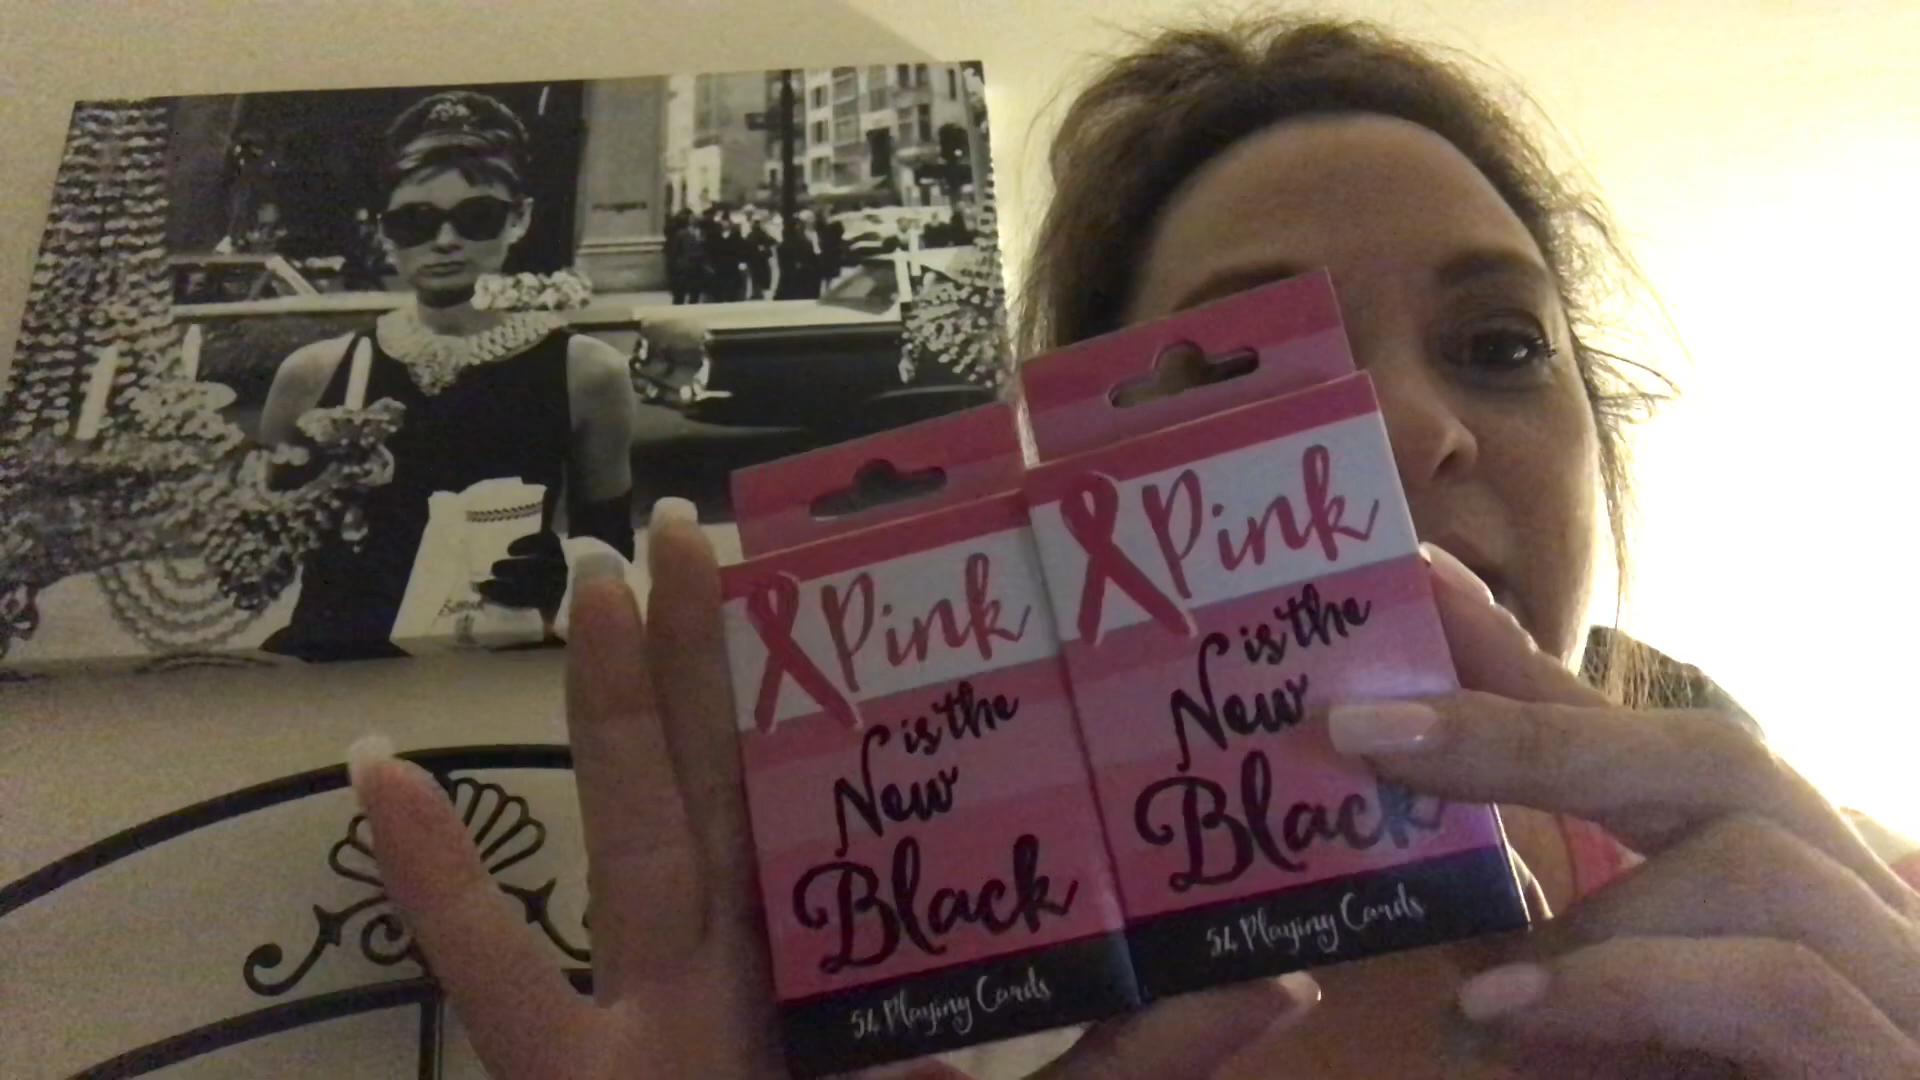 Pink
is the
New
Black
54 Playing Cards
Pink
is the
New
Black
54 Playing Cards